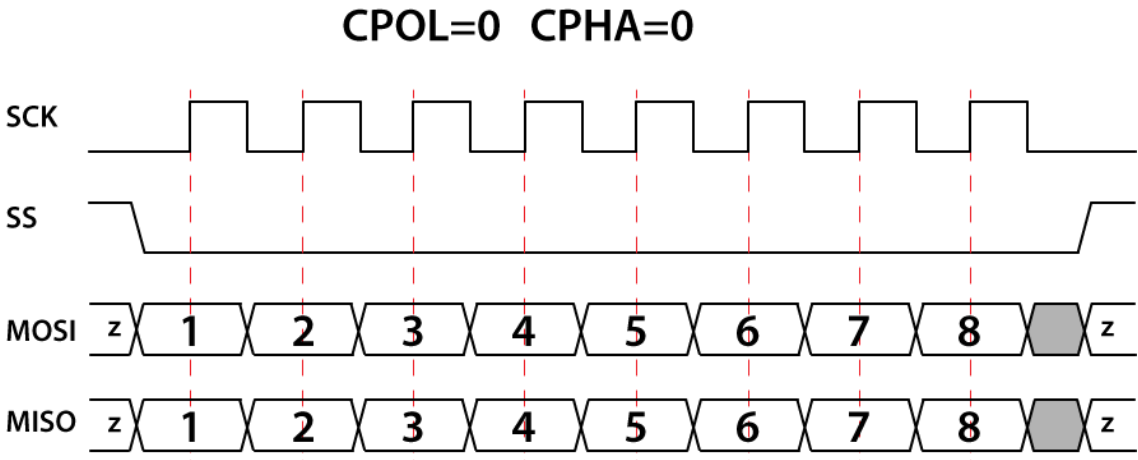 CPOL=0 CPHA=0
SCK
SS
MOSI z 1 2 3 4 5 6 7 8 z
MISO z 1 2 3 4 5 6 7 8 z